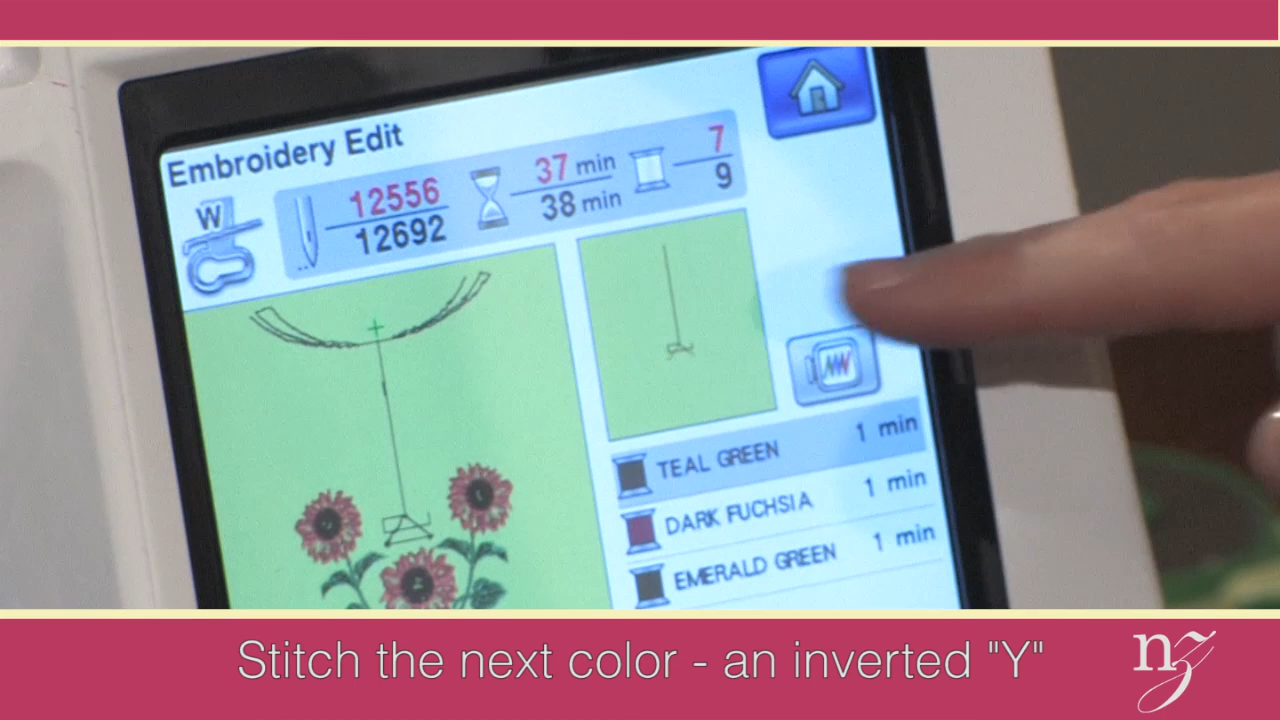 Embroidery Edit
W
12556
12692
37 min
38 min
7
9
TEAL GREEN 1 min
DARK FUCHSIA 1 min
EMERALD GREEN 1 min
Stitch the next color - an inverted "Y"
nz